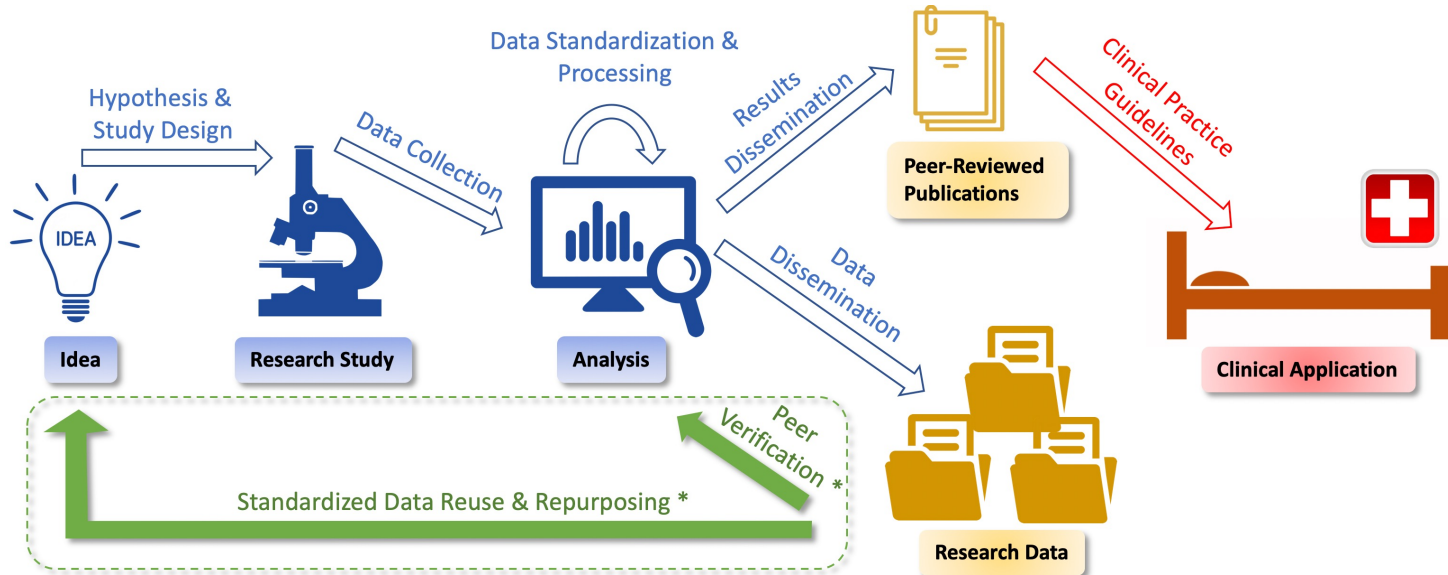 Hypothesis &
Study Design
IDEA
Idea
Data Collection
Research Study
Data Standardization &
Processing
Analysis
Results
Dissemination
Peer-Reviewed
Publications
Clinical Practice
Guidelines
Clinical Application
Data
Dissemination
Research Data
Peer
Verification *
Standardized Data Reuse & Repurposing *